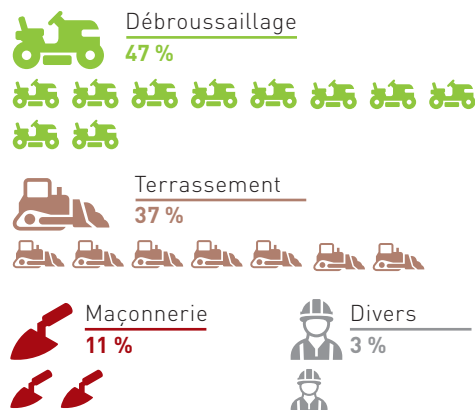 Débroussaillage
47 %
Terrassement
37 %
Maçonnerie
11 %
Divers
3 %